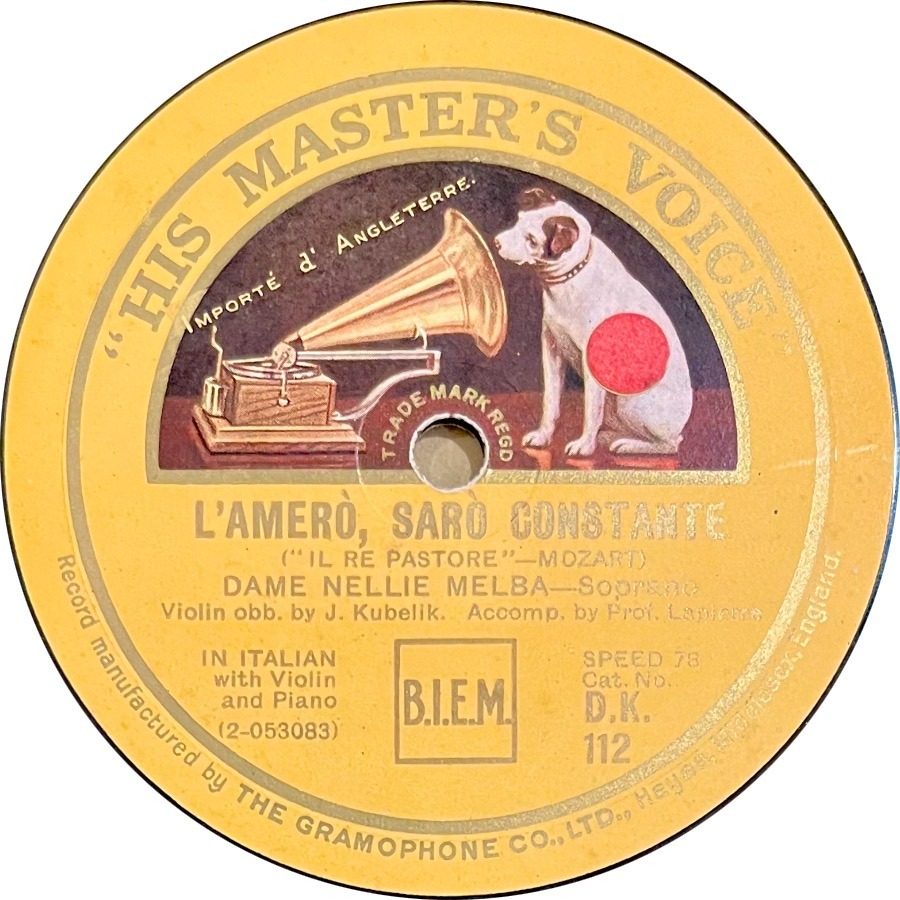 "HIS MASTER'S VOICE"
IMPORTÉ d' ANGLETERRE.
TRADE MARK REGD
L'AMERÒ, SARÒ CONSTANTE
("IL RE PASTORE"—MOZART)
DAME NELLIE MELBA—Soprano
Violin obb. by J. Kubelik. Accomp. by Prof. Lapierre
IN ITALIAN
with Violin
and Piano
(2-053083)
B.I.E.M.
SPEED 78
Cat. No.
D.K.
112
Record manufactured by THE GRAMOPHONE CO., LTD., Hayes, Middlesex, England.